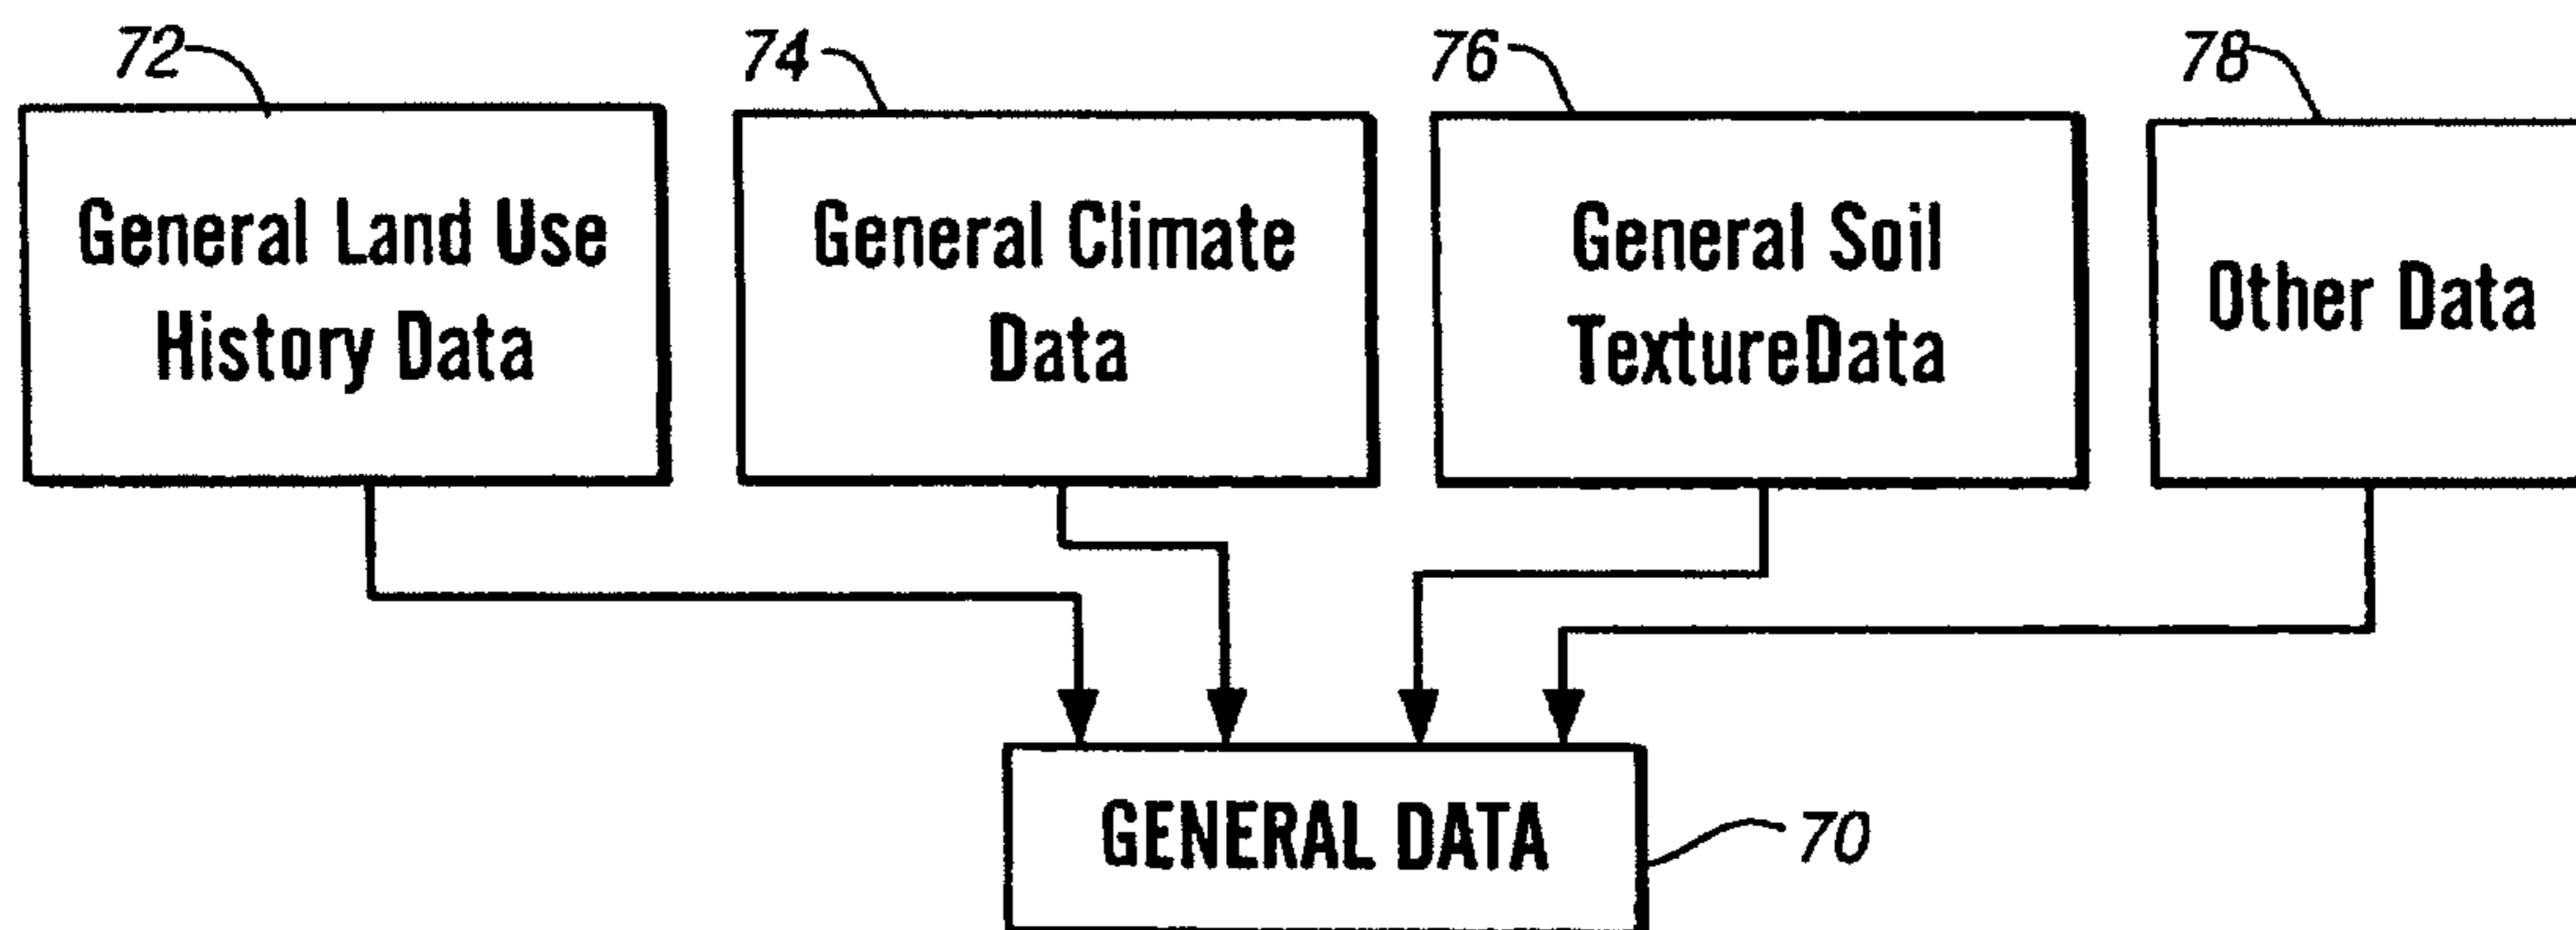 72
74
76
78
General Land Use
History Data
General Climate
Data
General Soil
TextureData
Other Data
GENERAL DATA
70